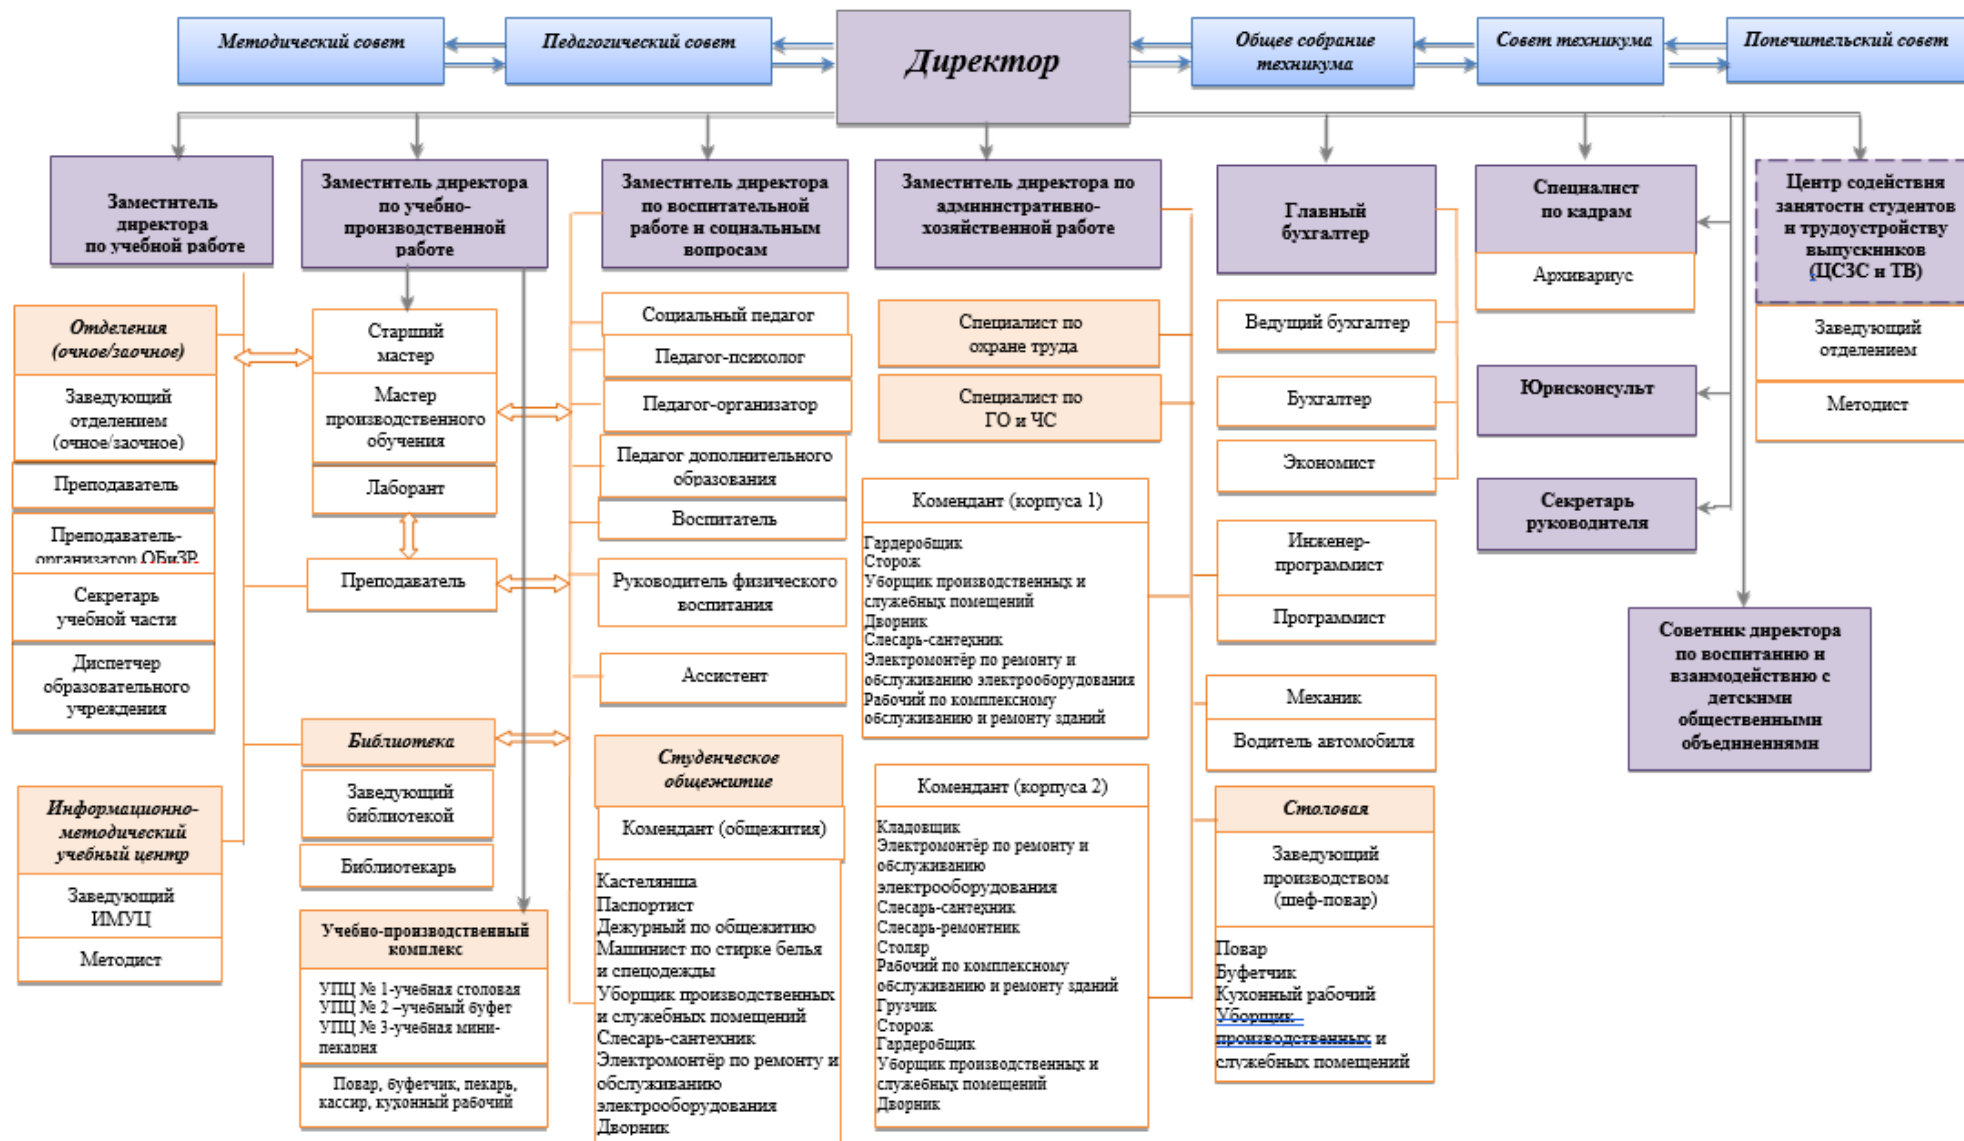 Методический совет
Педагогический совет
Директор
Общее собрание
техникума
Совет техникума
Попечительский совет
Заместитель
директора
по учебной работе
Отделения
(очное/заочное)
Заведующий
отделением
(очное/заочное)
Преподаватель
Преподаватель-
организатор ОБиЗР
Секретарь
учебной части
Диспетчер
образовательного
учреждения
Информационно-
методический
учебный центр
Заведующий
ИМУЦ
Методист
Заместитель директора
по учебно-
производственной
работе
Старший
мастер
Мастер
производственного
обучения
Лаборант
Преподаватель
Библиотека
Заведующий
библиотекой
Библиотекарь
Учебно-производственный
комплекс
УПЦ № 1-учебная столовая
УПЦ № 2 –учебный буфет
УПЦ № 3-учебная мини-
пекарня
Повар, буфетчик, пекарь,
кассир, кухонный рабочий
Заместитель директора
по воспитательной
работе и социальным
вопросам
Социальный педагог
Педагог-психолог
Педагог-организатор
Педагог дополнительного
образования
Воспитатель
Руководитель физического
воспитания
Ассистент
Студенческое
общежитие
Комендант (общежития)
Кастелянша
Паспортист
Дежурный по общежитию
Машинист по стирке белья
и спецодежды
Уборщик производственных
и служебных помещений
Слесарь-сантехник
Электромонтёр по ремонту и
обслуживанию
электрооборудования
Дворник
Заместитель директора по
административно-
хозяйственной работе
Специалист по
охране труда
Специалист по
ГО и ЧС
Комендант (корпуса 1)
Гардеробщик
Сторож
Уборщик производственных и
служебных помещений
Дворник
Слесарь-сантехник
Электромонтёр по ремонту и
обслуживанию электрооборудования
Рабочий по комплексному
обслуживанию и ремонту зданий
Комендант (корпуса 2)
Кладовщик
Электромонтёр по ремонту и
обслуживанию
электрооборудования
Слесарь-сантехник
Слесарь-ремонтник
Столяр
Рабочий по комплексному
обслуживанию и ремонту зданий
Грузчик
Сторож
Гардеробщик
Уборщик производственных и
служебных помещений
Дворник
Главный
бухгалтер
Ведущий бухгалтер
Бухгалтер
Экономист
Инженер-
программист
Программист
Механик
Водитель автомобиля
Столовая
Заведующий
производством
(шеф-повар)
Повар
Буфетчик
Кухонный рабочий
Уборщик
производственных и
служебных помещений
Специалист
по кадрам
Архивариус
Юрисконсульт
Секретарь
руководителя
Советник директора
по воспитанию и
взаимодействию с
детскими
общественными
объединениями
Центр содействия
занятости студентов
и трудоустройству
выпускников
(ЦСЗС и ТВ)
Заведующий
отделением
Методист